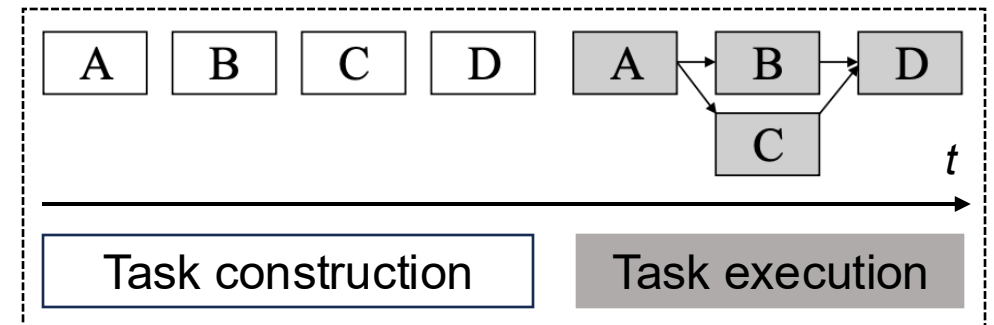 A B C D A B D
C
t
Task construction Task execution